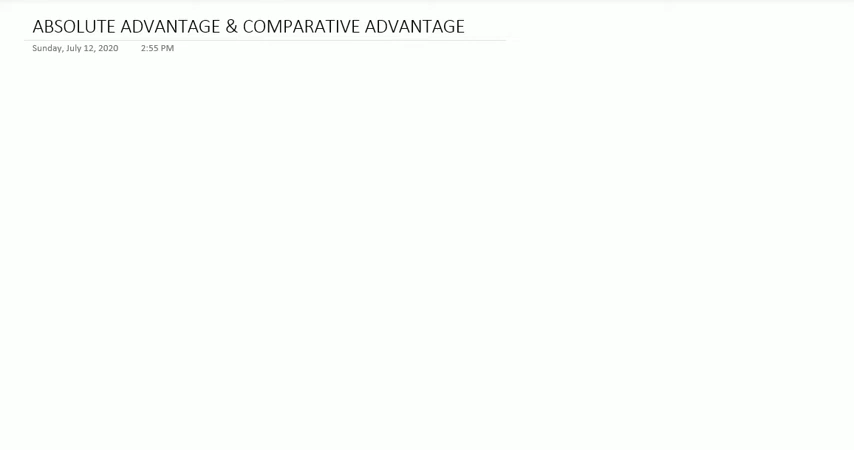 ABSOLUTE ADVANTAGE & COMPARATIVE ADVANTAGE
Sunday, July 12, 2020 2:55 PM